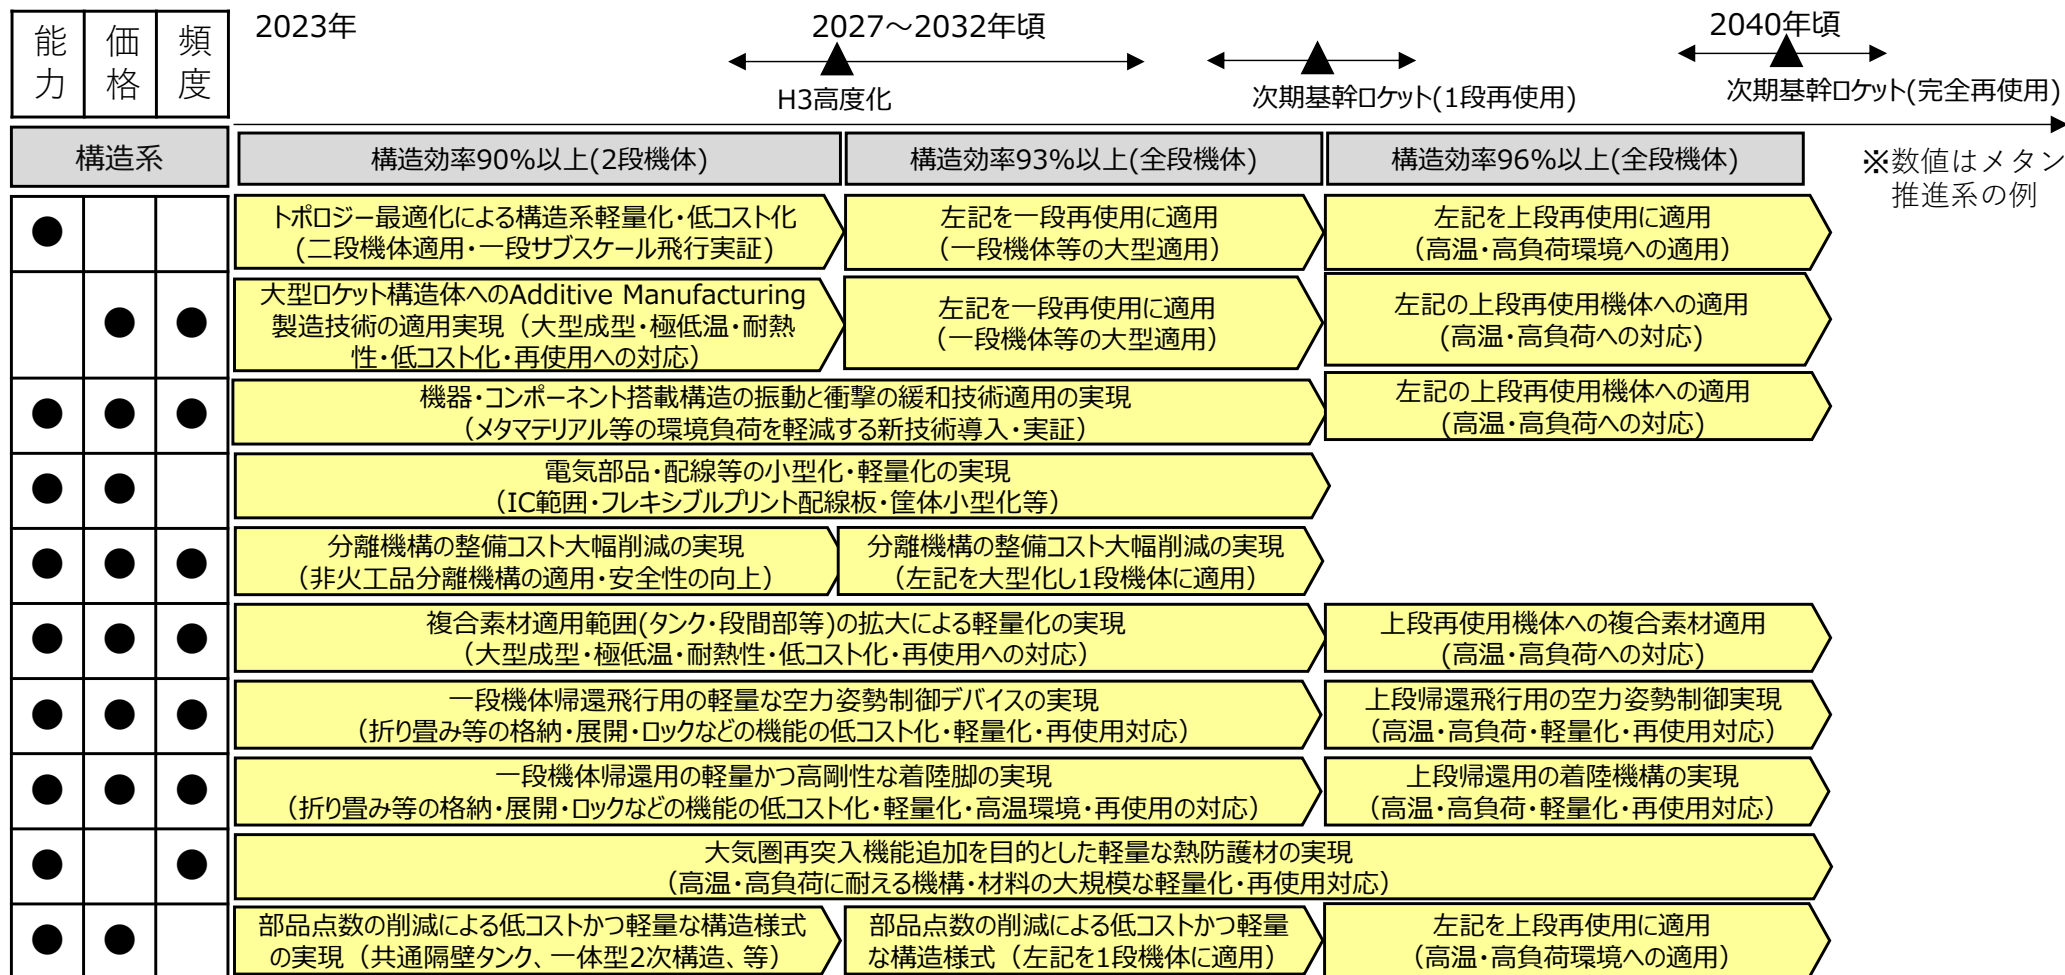 能力
価格
頻度
2023年
2027～2032年頃
2040年頃
H3高度化
次期基幹ロケット(1段再使用)
次期基幹ロケット(完全再使用)
構造系
構造効率90%以上(2段機体)
構造効率93%以上(全段機体)
構造効率96%以上(全段機体)
※数値はメタン
推進系の例
●
トポロジー最適化による構造系軽量化・低コスト化
(二段機体適用・一段サブスケール飛行実証)
左記を一段再使用に適用
(一段機体等の大型適用)
左記を上段再使用に適用
(高温・高負荷環境への適用)
● ●
大型ロケット構造体へのAdditive Manufacturing
製造技術の適用実現（大型成型・極低温・耐熱
性・低コスト化・再使用への対応）
左記を一段再使用に適用
(一段機体等の大型適用)
左記の上段再使用機体への適用
(高温・高負荷への対応)
● ● ●
機器・コンポーネント搭載構造の振動と衝撃の緩和技術適用の実現
（メタマテリアル等の環境負荷を軽減する新技術導入・実証）
左記の上段再使用機体への適用
(高温・高負荷への対応)
● ●
電気部品・配線等の小型化・軽量化の実現
（IC範囲・フレキシブルプリント配線板・筐体小型化等）
● ● ●
分離機構の整備コスト大幅削減の実現
（非火工品分離機構の適用・安全性の向上）
分離機構の整備コスト大幅削減の実現
（左記を大型化し1段機体に適用）
● ● ●
複合素材適用範囲(タンク・段間部等)の拡大による軽量化の実現
（大型成型・極低温・耐熱性・低コスト化・再使用への対応）
上段再使用機体への複合素材適用
(高温・高負荷への対応)
● ● ●
一段機体帰還飛行用の軽量な空力姿勢制御デバイスの実現
（折り畳み等の格納・展開・ロックなどの機能の低コスト化・軽量化・再使用対応）
上段帰還飛行用の空力姿勢制御実現
（高温・高負荷・軽量化・再使用対応）
● ● ●
一段機体帰還用の軽量かつ高剛性な着陸脚の実現
（折り畳み等の格納・展開・ロックなどの機能の低コスト化・軽量化・高温環境・再使用の対応）
上段帰還用の着陸機構の実現
（高温・高負荷・軽量化・再使用対応）
● ●
大気圏再突入機能追加を目的とした軽量な熱防護材の実現
（高温・高負荷に耐える機構・材料の大規模な軽量化・再使用対応）
● ●
部品点数の削減による低コストかつ軽量な構造様式
の実現（共通隔壁タンク、一体型2次構造、等）
部品点数の削減による低コストかつ軽量
な構造様式（左記を1段機体に適用）
左記を上段再使用に適用
（高温・高負荷環境への適用）